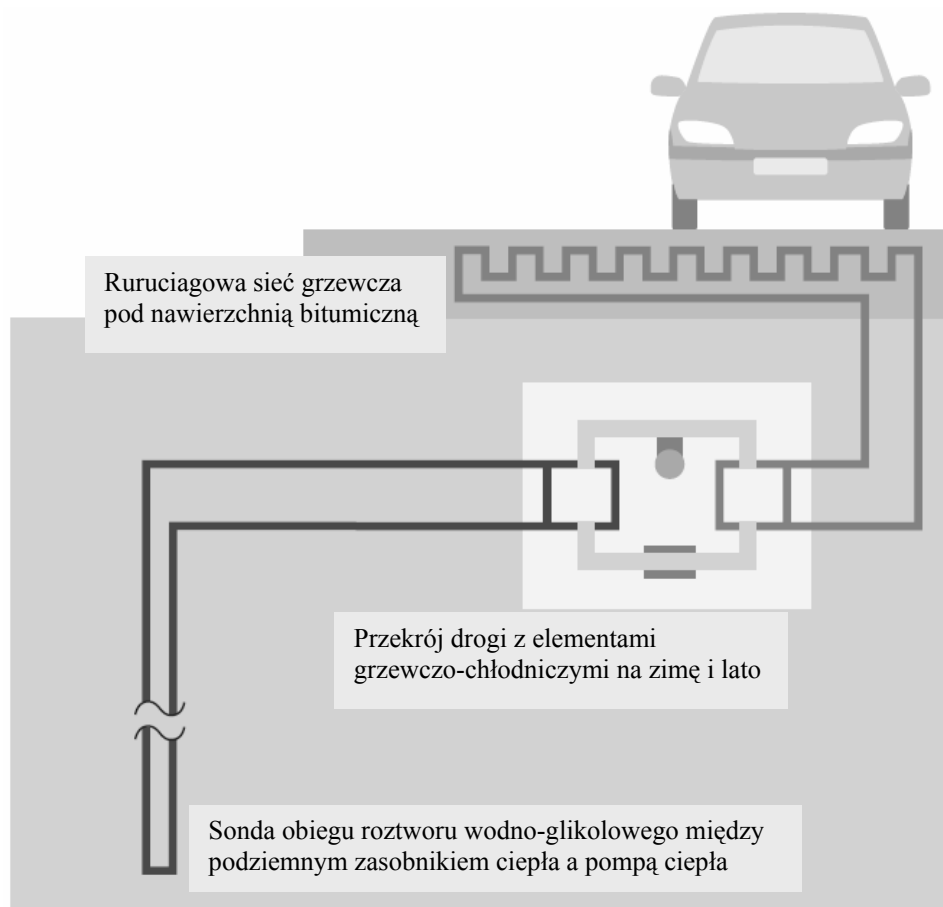 Ruruciagowa sieć grzewcza
pod nawierzchnią bitumiczną
Przekrój drogi z elementami
grzewczo-chłodniczymi na zimę i lato
Sonda obiegu roztworu wodno-glikolowego między
podziemnym zasobnikiem ciepła a pompą ciepła